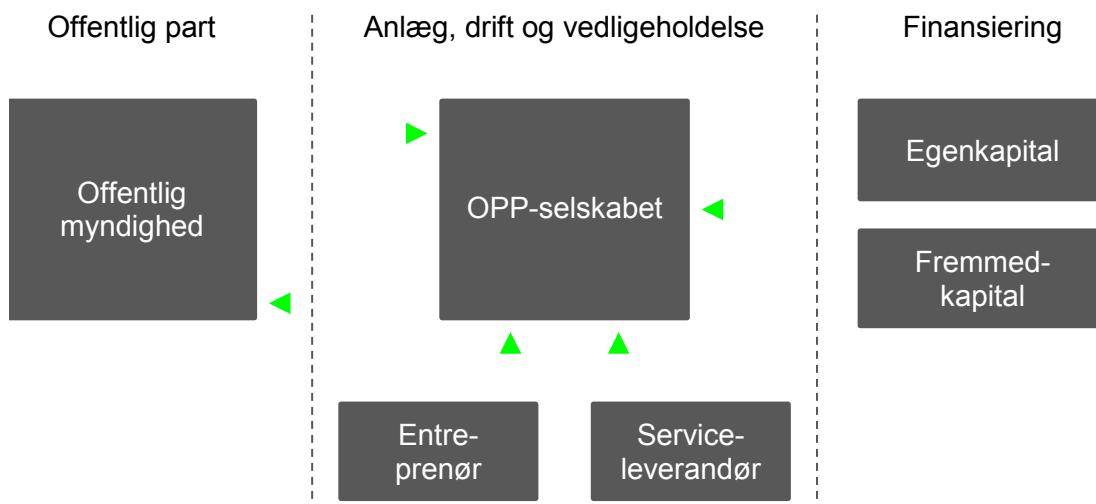 Offentlig part
Anlæg, drift og vedligeholdelse
Finansiering
Offentlig
myndighed
OPP-selskabet
Egenkapital
Fremmed-
kapital
Entre-
prenør
Service-
leverandør